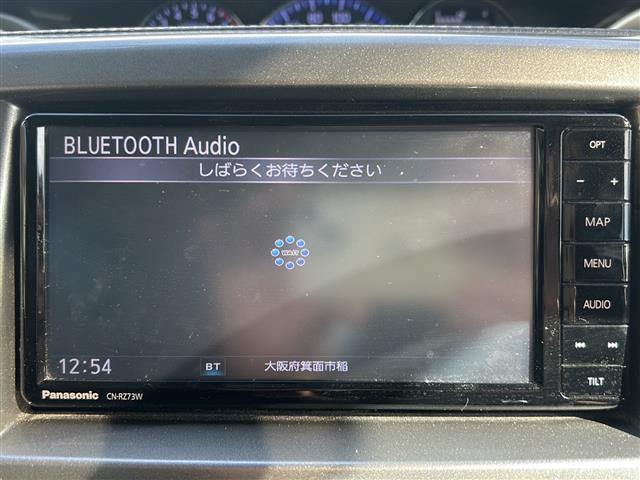 BLUETOOTH Audio
しばらくお待ちください
WAIT
12:54 BT 大阪府箕面市稲
Panasonic CN-RZ73W
OPT
- +
MAP
MENU
AUDIO
TILT